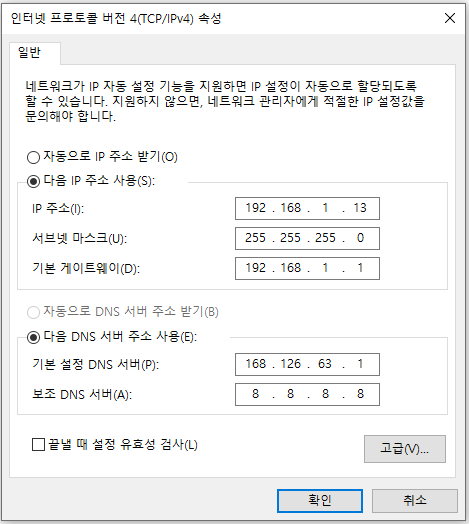 인터넷 프로토콜 버전 4(TCP/IPv4) 속성
일반
네트워크가 IP 자동 설정 기능을 지원하면 IP 설정이 자동으로 할당되도록
할 수 있습니다. 지원하지 않으면, 네트워크 관리자에게 적절한 IP 설정값을
문의해야 합니다.
자동으로 IP 주소 받기(O)
다음 IP 주소 사용(S):
IP 주소(I): 192 . 168 . 1 . 13
서브넷 마스크(U): 255 . 255 . 255 . 0
기본 게이트웨이(D): 192 . 168 . 1 . 1
자동으로 DNS 서버 주소 받기(B)
다음 DNS 서버 주소 사용(E):
기본 설정 DNS 서버(P): 168 . 126 . 63 . 1
보조 DNS 서버(A): 8 . 8 . 8 . 8
끝낼 때 설정 유효성 검사(L)
고급(V)...
확인 취소